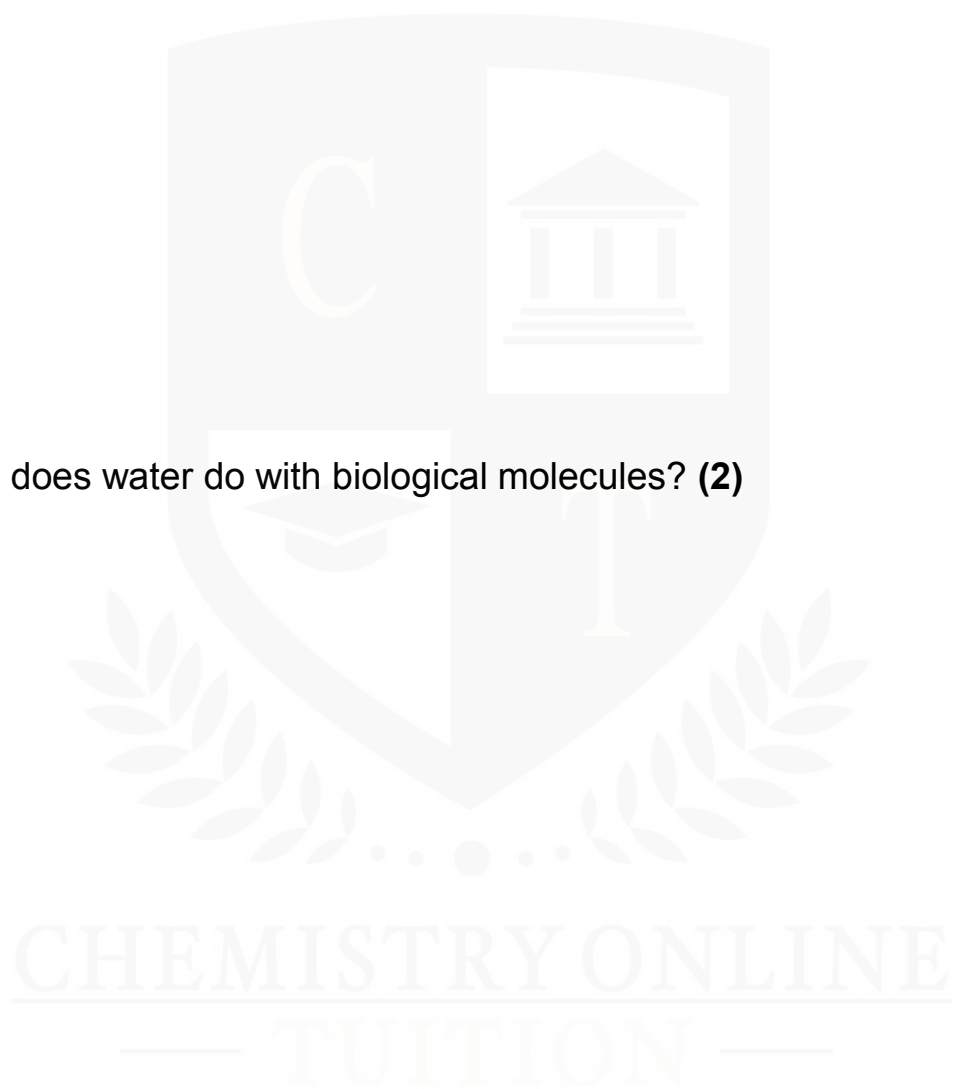 C
does water do with biological molecules? (2)
T
CHEMISTRY ONLINE
TUITION